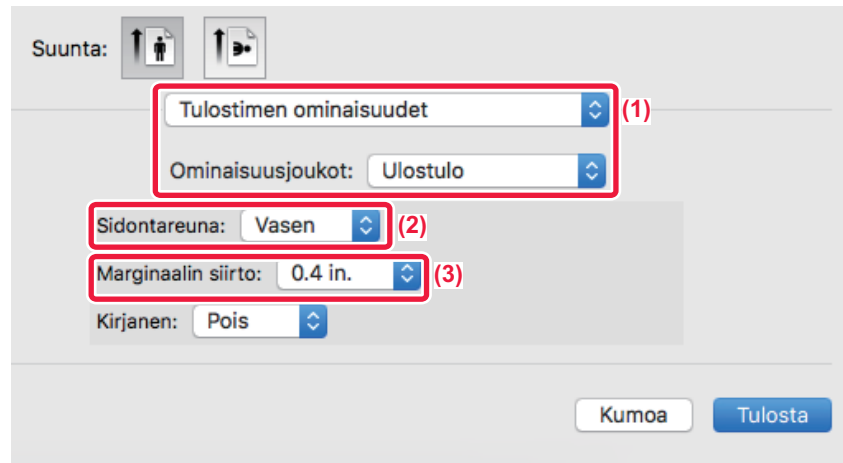 Suunta:
Tulostimen ominaisuudet (1)
Ominaisuusjoukot: Ulostulo
Sidontareuna: Vasen (2)
Marginaalin siirto: 0.4 in. (3)
Kirjanen: Pois
Kumoa Tulosta